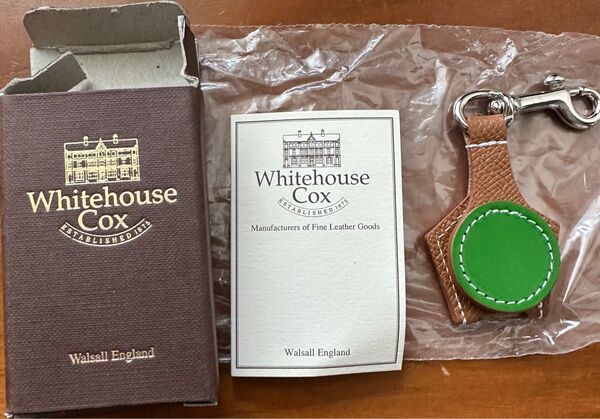 Whitehouse
Cox
ESTABLISHED 1875
Walsall England
Whitehouse
Cox
ESTABLISHED 1875
Manufacturers of Fine Leather Goods
Walsall England